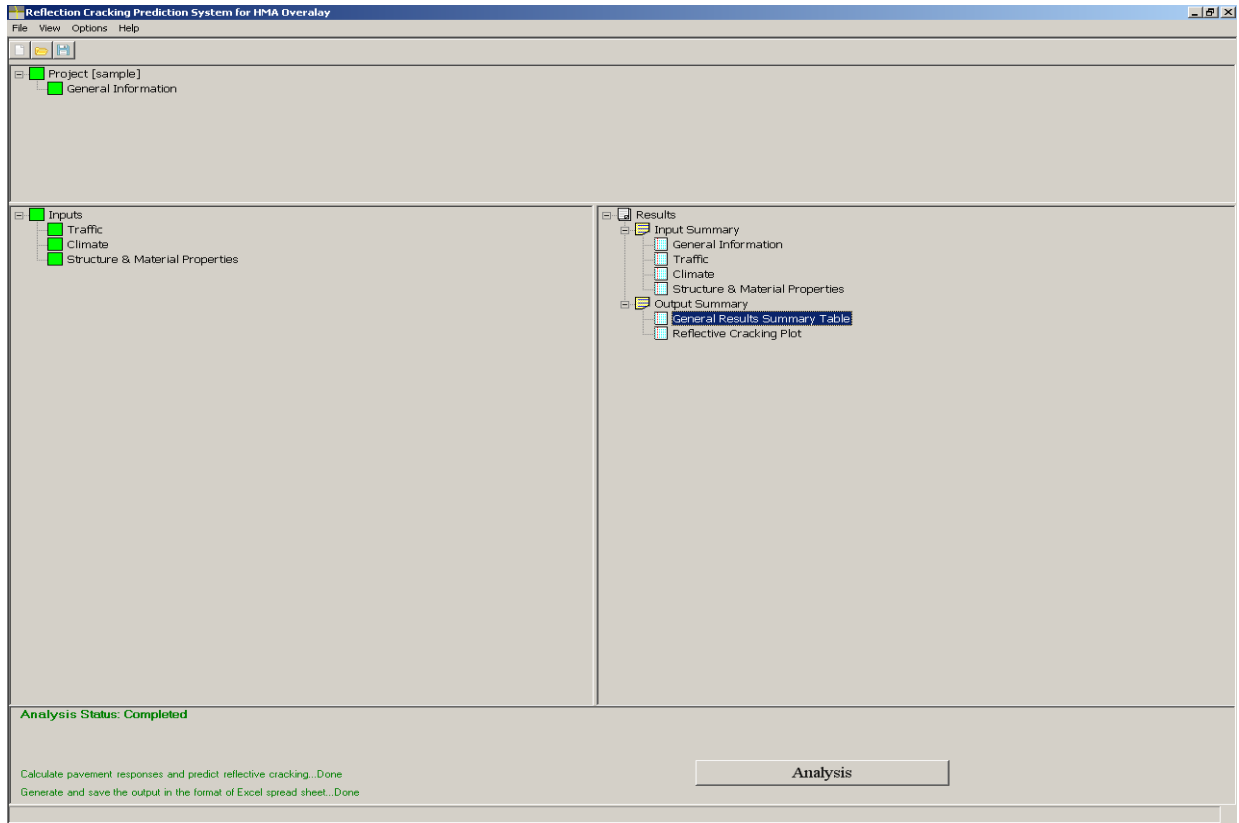 Reflection Cracking Prediction System for HMA Overalay
File View Options Help
Project [sample]
General Information
Inputs
Traffic
Climate
Structure & Material Properties
Results
Input Summary
General Information
Traffic
Climate
Structure & Material Properties
Output Summary
General Results Summary Table
Reflective Cracking Plot
Analysis Status: Completed
Calculate pavement responses and predict reflective cracking...Done
Generate and save the output in the format of Excel spread sheet...Done
Analysis